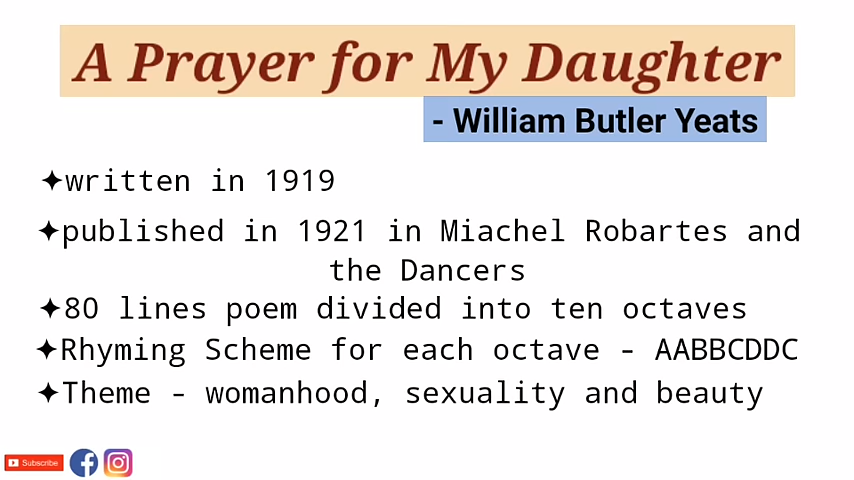 A Prayer for My Daughter
- William Butler Yeats
✦written in 1919
✦published in 1921 in Miachel Robartes and
the Dancers
✦80 lines poem divided into ten octaves
✦Rhyming Scheme for each octave - AABBCDDC
✦Theme - womanhood, sexuality and beauty
Subscribe